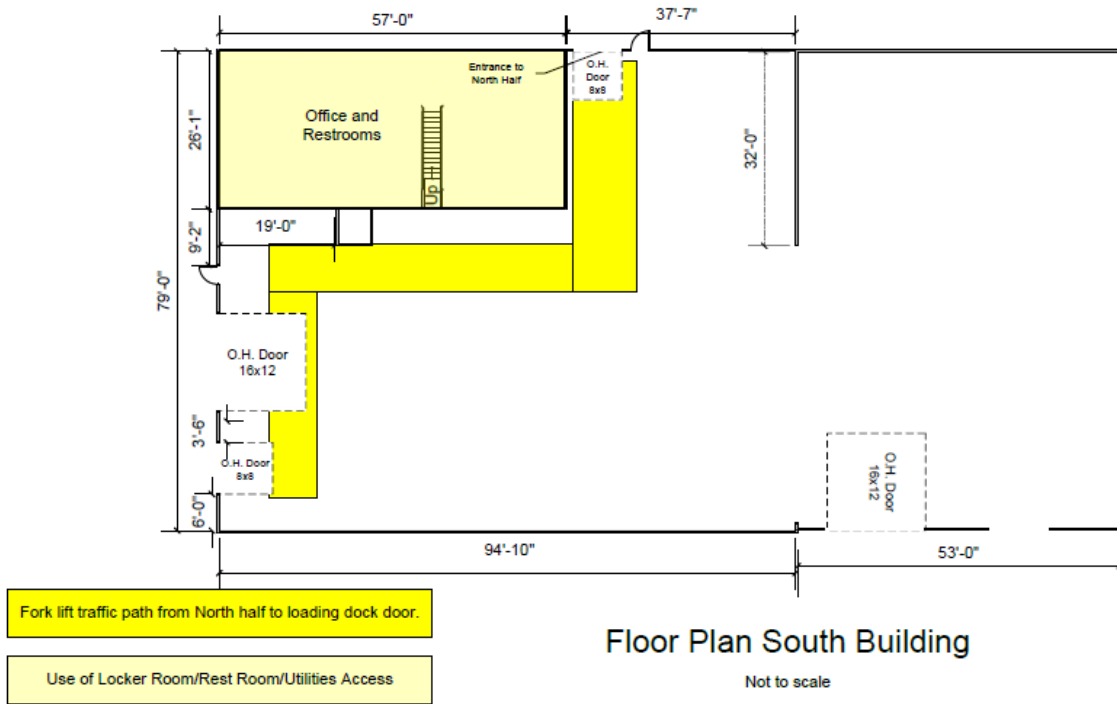 57'-0"
37'-7"
Entrance to
North Half
O.H.
Door
8x8
Office and
Restrooms
26'-1"
32'-0"
Up
19'-0"
9'-2"
79'-0"
O.H. Door
16x12
3'-6"
O.H. Door
8x8
6'-0"
O.H. Door
16x12
94'-10"
53'-0"
Fork lift traffic path from North half to loading dock door.
Floor Plan South Building
Use of Locker Room/Rest Room/Utilities Access
Not to scale